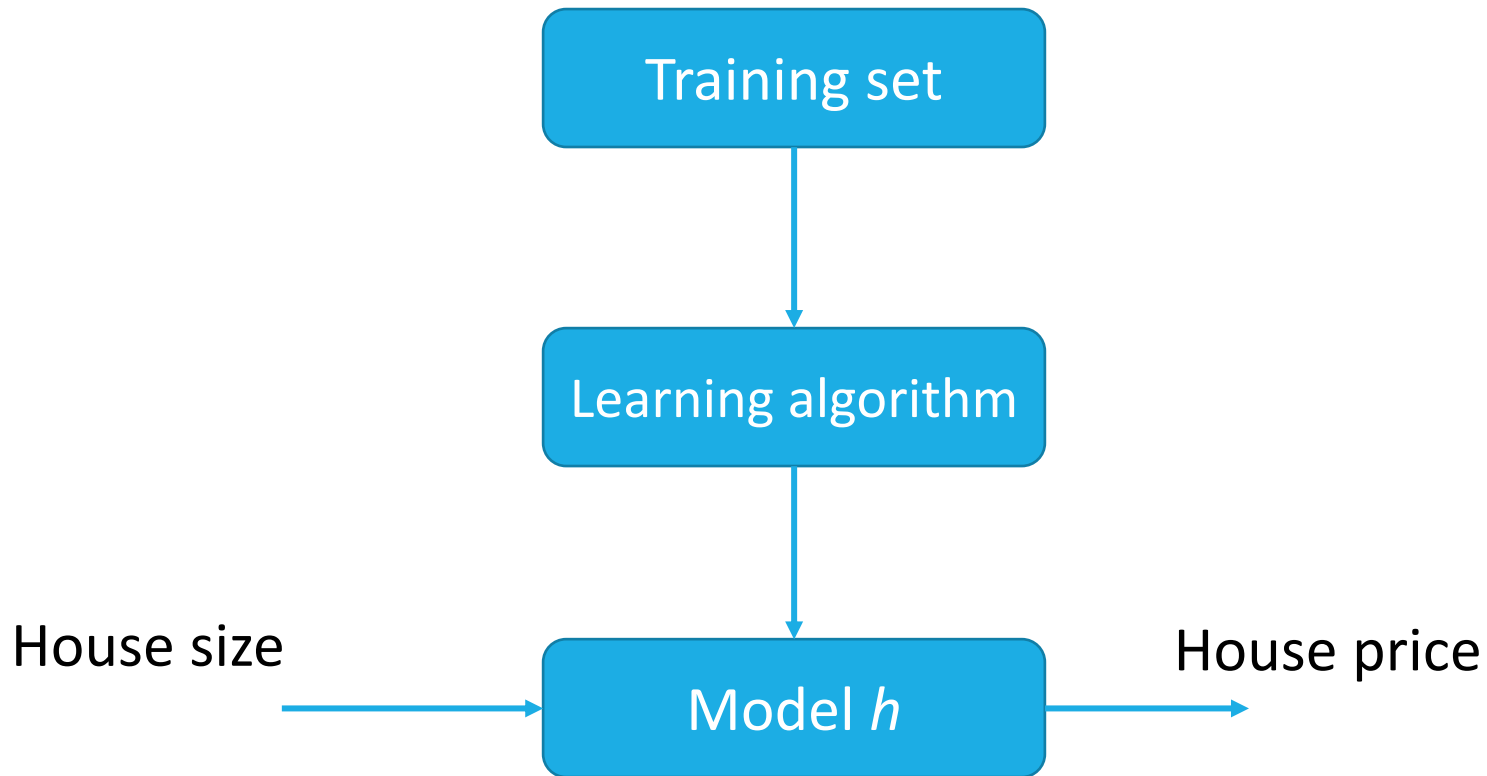 Training set
Learning algorithm
House size
Model h
House price